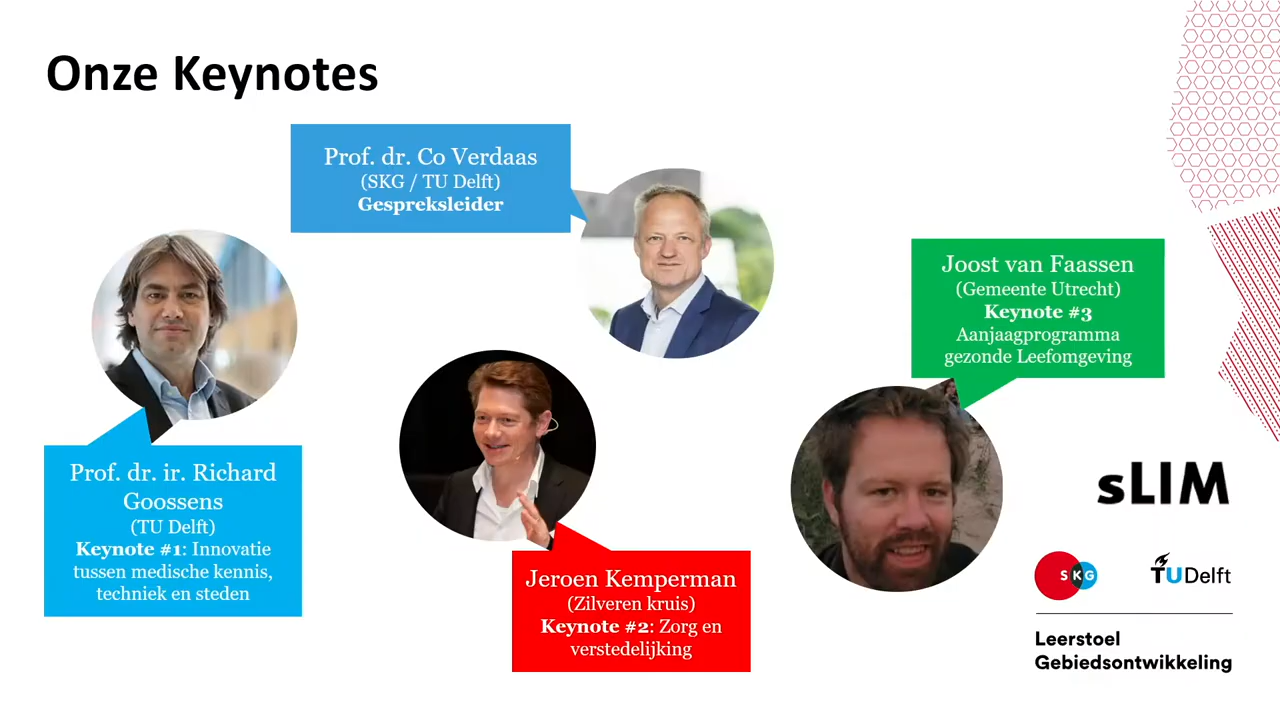 Onze Keynotes
Prof. dr. Co Verdaas
(SKG / TU Delft)
Gespreksleider
Prof. dr. ir. Richard
Goossens
(TU Delft)
Keynote #1: Innovatie
tussen medische kennis,
techniek en steden
Jeroen Kemperman
(Zilveren kruis)
Keynote #2: Zorg en
verstedelijking
Joost van Faassen
(Gemeente Utrecht)
Keynote #3
Aanjaagprogramma
gezonde Leefomgeving
sLIM
SKG
TUDelft
Leerstoel
Gebiedsontwikkeling